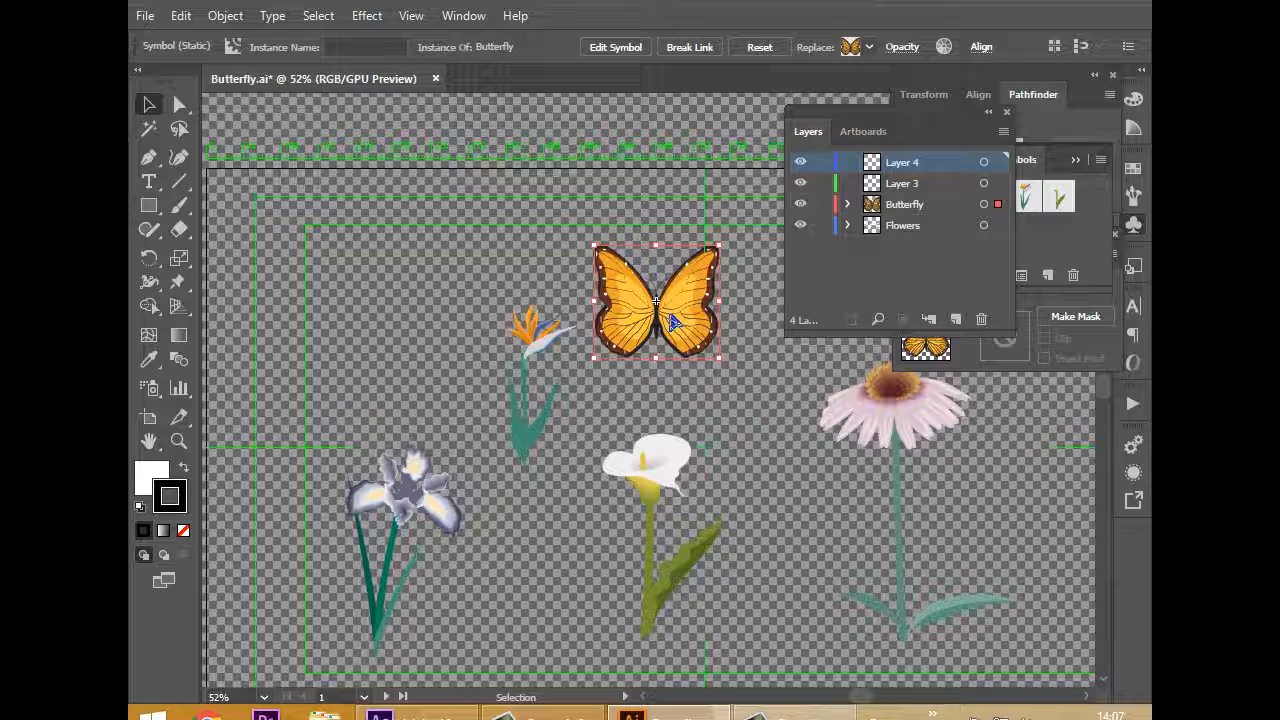 File Edit Object Type Select Effect View Window Help
Symbol (Static) Instance Name: Instance Of: Butterfly Edit Symbol Break Link Reset Replace: Opacity Align
Butterfly.ai* @ 52% (RGB/GPU Preview)
Transform Align Pathfinder
Layers Artboards
Layer 4
Layer 3
Butterfly
Flowers
4 La...
Make Mask
Clip
52% 1 Selection
14:07